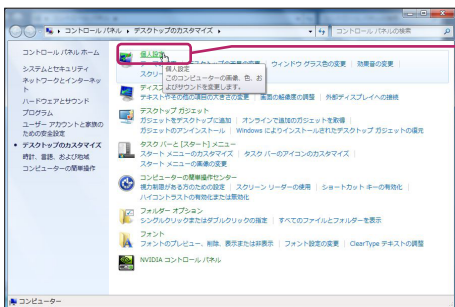 コントロール パネル ▸ デスクトップのカスタマイズ ▸
コントロール パネルの検索
コントロール パネル ホーム
システムとセキュリティ
ネットワークとインターネッ
ト
ハードウェアとサウンド
プログラム
ユーザー アカウントと家族の
ための安全設定
デスクトップのカスタマイズ
時計、言語、および地域
コンピューターの簡単操作
個人設定
ウィンドウ グラス色の変更
効果音の変更
スクリ
個人設定
このコンピューターの画像、色、お
よびサウンドを変更します。
ディスプ
テキストやその他の項目の大きさの変更
画面の解像度の調整
外部ディスプレイへの接続
デスクトップ ガジェット
ガジェットをデスクトップに追加
オンラインで追加のガジェットを取得
ガジェットのアンインストール
Windows によりインストールされたデスクトップ ガジェットの復元
タスク バーと [スタート] メニュー
スタート メニューのカスタマイズ
タスク バーのアイコンのカスタマイズ
スタート メニューの画像の変更
コンピューターの簡単操作センター
視力制限がある方のための設定
スクリーン リーダーの使用
ショートカット キーの有効化
ハイコントラストの有効化または無効化
フォルダー オプション
シングルクリックまたはダブルクリックの指定
すべてのファイルとフォルダーを表示
フォント
フォントのプレビュー、削除、表示または非表示
フォント設定の変更
ClearType テキストの調整
NVIDIA コントロール パネル
コンピューター